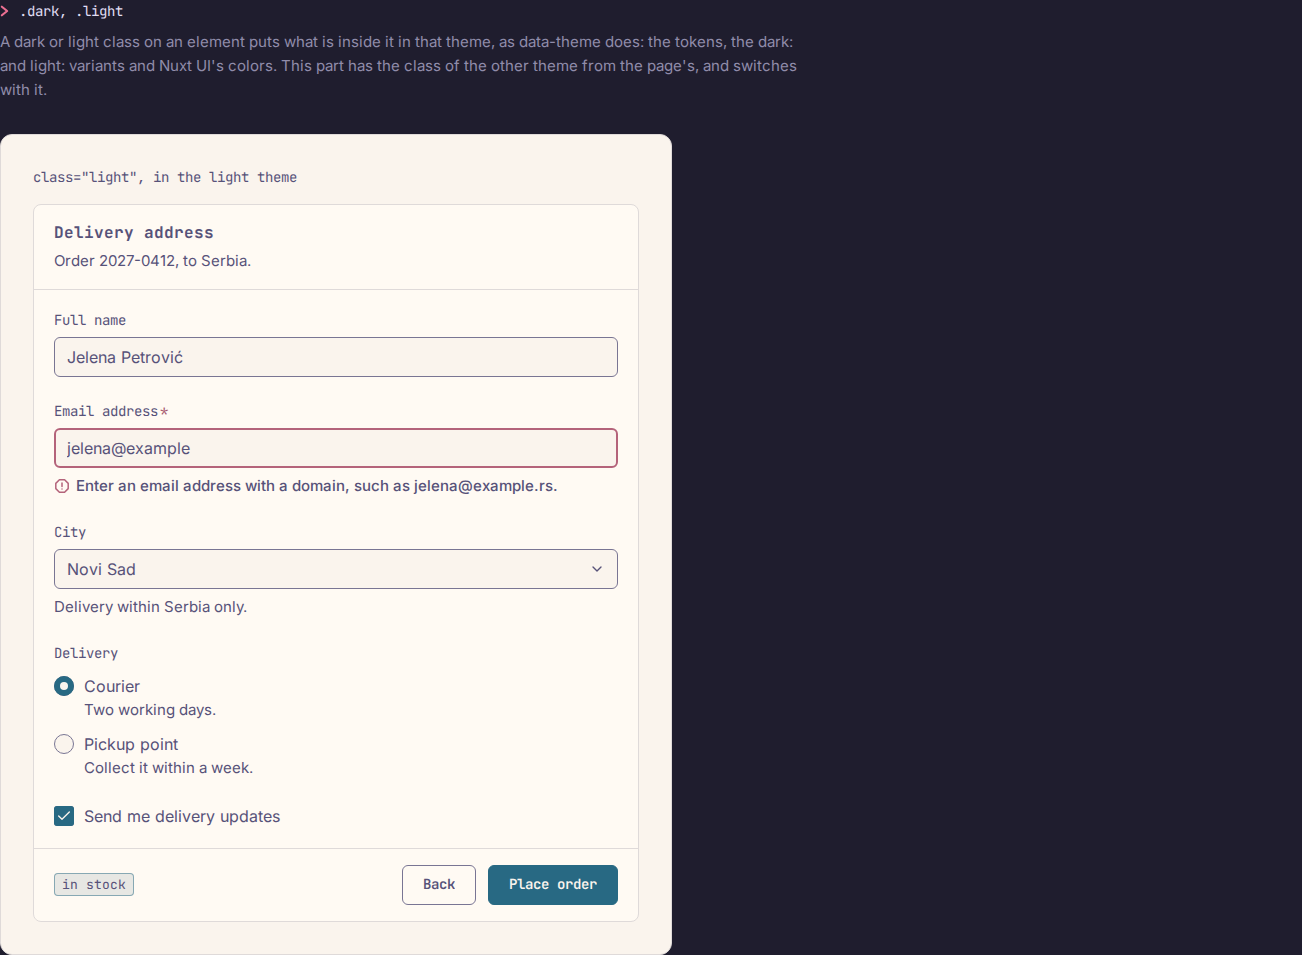 .dark, .light
A dark or light class on an element puts what is inside it in that theme, as data-theme does: the tokens, the dark:
and light: variants and Nuxt UI's colors. This part has the class of the other theme from the page's, and switches
with it.
class="light", in the light theme
Delivery address
Order 2027-0412, to Serbia.
Full name
Jelena Petrović
Email address*
jelena@example
Enter an email address with a domain, such as jelena@example.rs.
City
Novi Sad
Delivery within Serbia only.
Delivery
Courier
Two working days.
Pickup point
Collect it within a week.
Send me delivery updates
in stock
Back
Place order